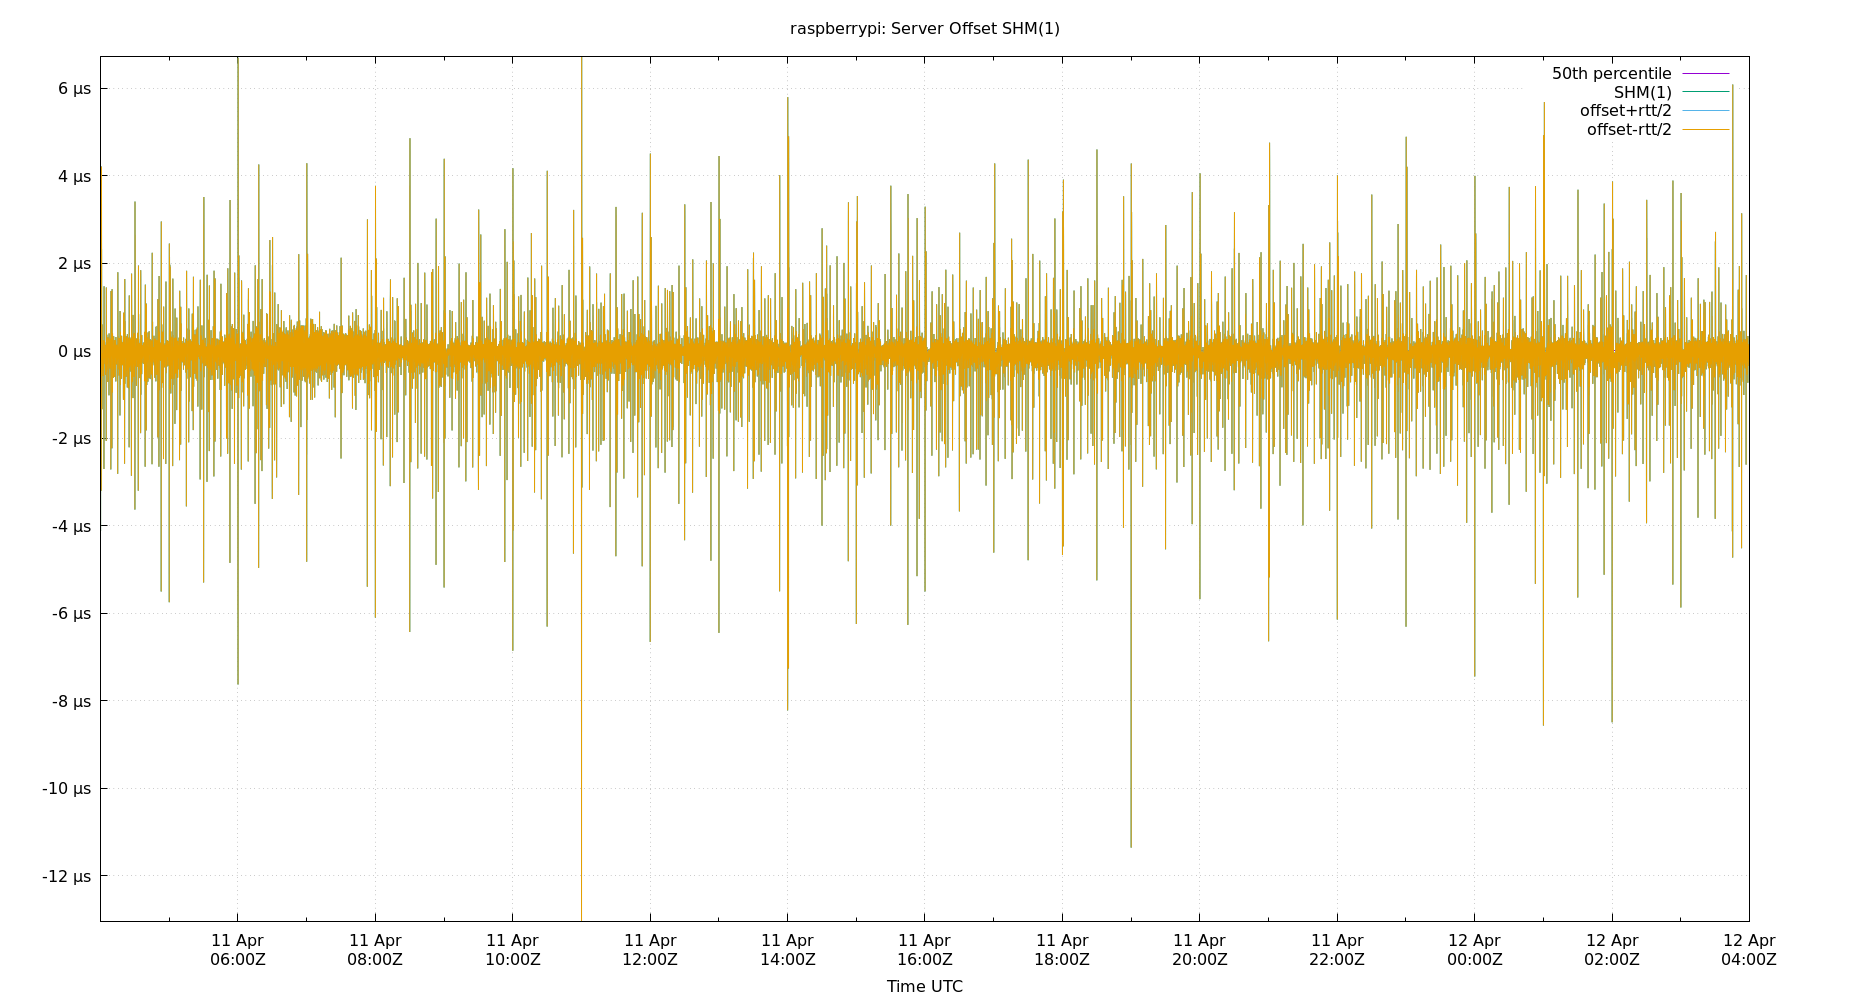 raspberrypi: Server Offset SHM(1)
50th percentile
SHM(1)
offset+rtt/2
offset-rtt/2
6 µs
4 µs
2 µs
0 µs
-2 µs
-4 µs
-6 µs
-8 µs
-10 µs
-12 µs
11 Apr 11 Apr 11 Apr 11 Apr 11 Apr 11 Apr 11 Apr 11 Apr 11 Apr 12 Apr 12 Apr 12 Apr
06:00Z 08:00Z 10:00Z 12:00Z 14:00Z 16:00Z 18:00Z 20:00Z 22:00Z 00:00Z 02:00Z 04:00Z
Time UTC